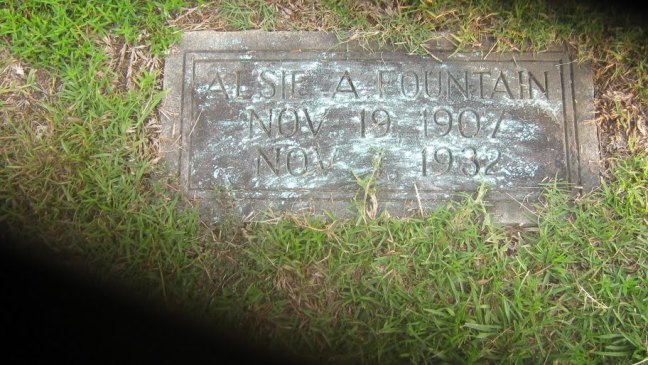 ALSIE A FOUNTAIN
NOV 19, 1907
NOV , 1932